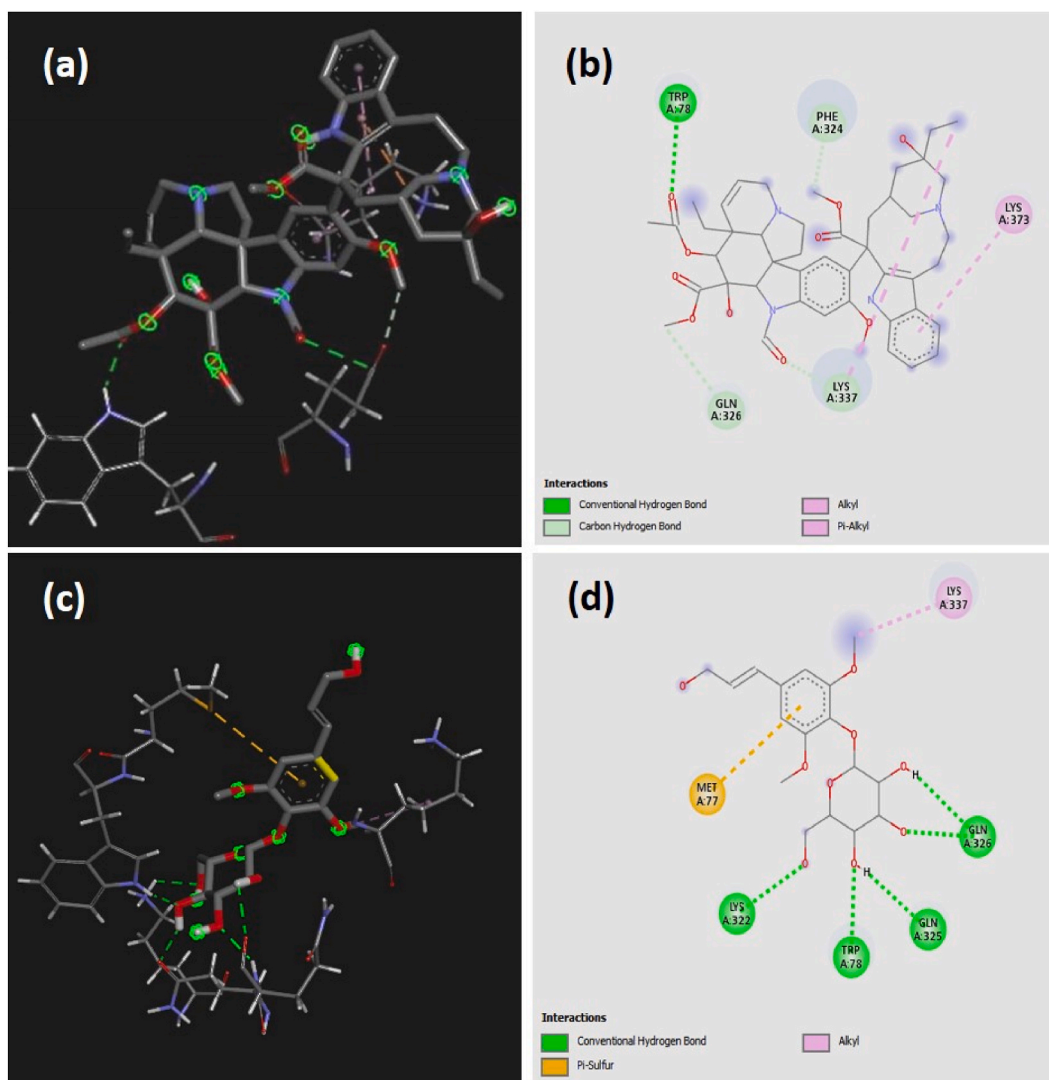 (a)
(b)
TRP
A:78
PHE
A:324
O
O
O
N
LYS
A:373
O
O
O
N
O
O
O
O
N
N
O
O
O
LYS
A:337
GLN
A:326
Interactions
Conventional Hydrogen Bond
Alkyl
Carbon Hydrogen Bond
Pi-Alkyl
(c)
(d)
LYS
A:337
O
O
MET
A:77
O
O
O
O
H
O
GLN
A:326
O
O
H
LYS
A:322
TRP
A:78
GLN
A:325
Interactions
Conventional Hydrogen Bond
Alkyl
Pi-Sulfur